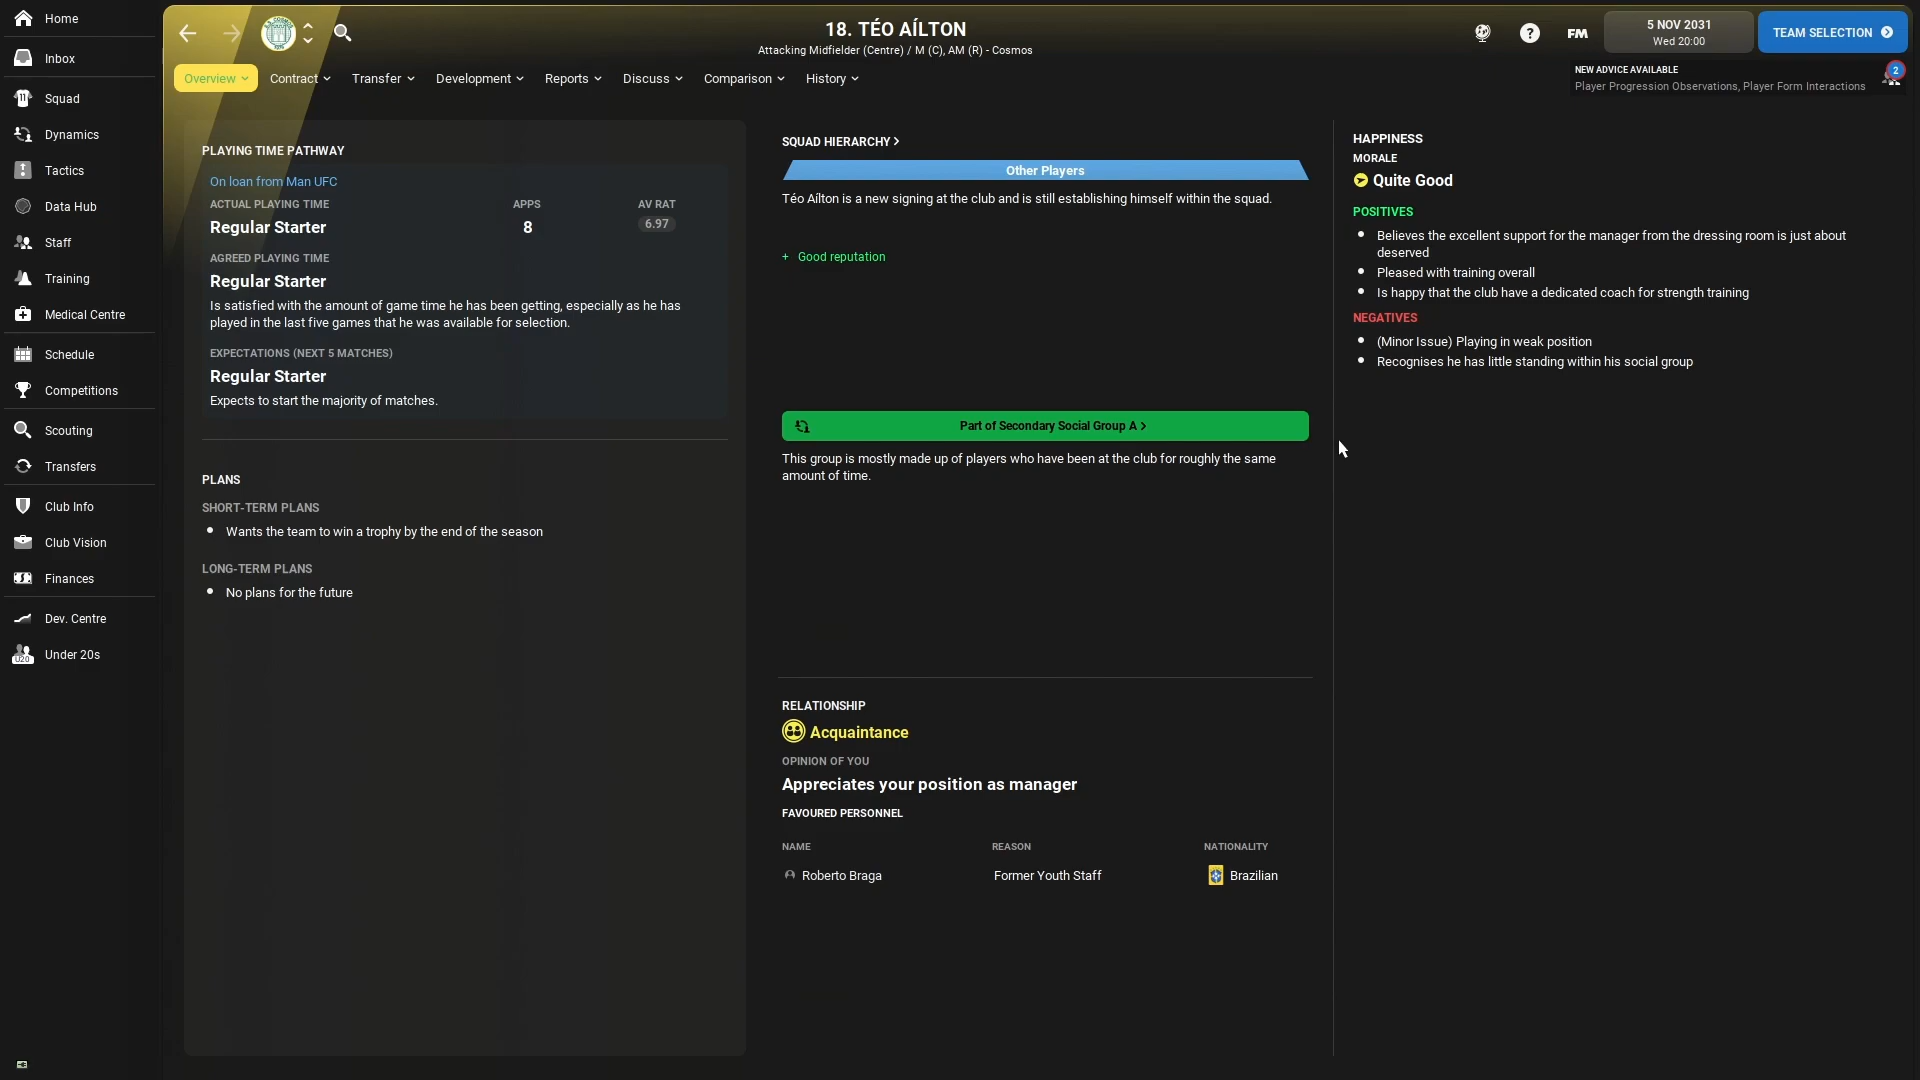 Home
Inbox
Squad
Dynamics
Tactics
Data Hub
Staff
Training
Medical Centre
Schedule
Competitions
Scouting
Transfers
Club Info
Club Vision
Finances
Dev. Centre
Under 20s
18. TÉO AÍLTON
Attacking Midfielder (Centre) / M (C), AM (R) - Cosmos
FM
5 NOV 2031
Wed 20:00
TEAM SELECTION
Overview
Contract
Transfer
Development
Reports
Discuss
Comparison
History
NEW ADVICE AVAILABLE
Player Progression Observations, Player Form Interactions
2
PLAYING TIME PATHWAY
On loan from Man UFC
ACTUAL PLAYING TIME APPS AV RAT
Regular Starter 8 6.97
AGREED PLAYING TIME
Regular Starter
Is satisfied with the amount of game time he has been getting, especially as he has
played in the last five games that he was available for selection.
EXPECTATIONS (NEXT 5 MATCHES)
Regular Starter
Expects to start the majority of matches.
PLANS
SHORT-TERM PLANS
Wants the team to win a trophy by the end of the season
LONG-TERM PLANS
No plans for the future
SQUAD HIERARCHY >
Other Players
Téo Aílton is a new signing at the club and is still establishing himself within the squad.
+ Good reputation
Part of Secondary Social Group A >
This group is mostly made up of players who have been at the club for roughly the same
amount of time.
RELATIONSHIP
Acquaintance
OPINION OF YOU
Appreciates your position as manager
FAVOURED PERSONNEL
NAME REASON NATIONALITY
Roberto Braga Former Youth Staff Brazilian
HAPPINESS
MORALE
Quite Good
POSITIVES
Believes the excellent support for the manager from the dressing room is just about
deserved
Pleased with training overall
Is happy that the club have a dedicated coach for strength training
NEGATIVES
(Minor Issue) Playing in weak position
Recognises he has little standing within his social group